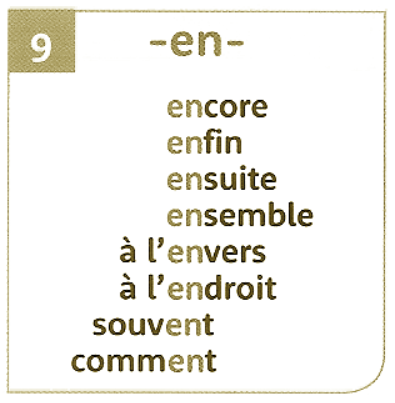 9
-en-
encore
enfin
ensuite
ensemble
à l'envers
à l'endroit
souvent
comment